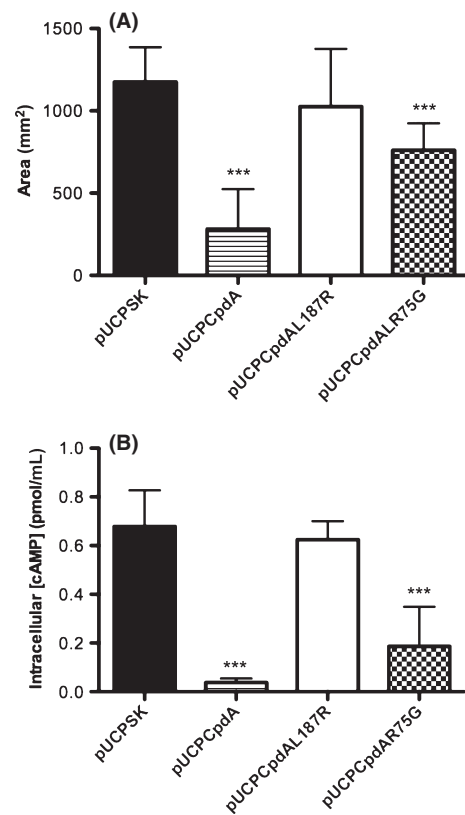 (A)
Area (mm²)
1500
1000
500
0
***
***
pUCPSK
pUCPCpdA
pUCPCpdAL187R
pUCPCpdALR75G
(B)
Intracellular [cAMP] (pmol/mL)
1.0
0.8
0.6
0.4
0.2
0.0
***
***
pUCPSK
pUCPCpdA
pUCPCpdAL187R
pUCPCpdAR75G